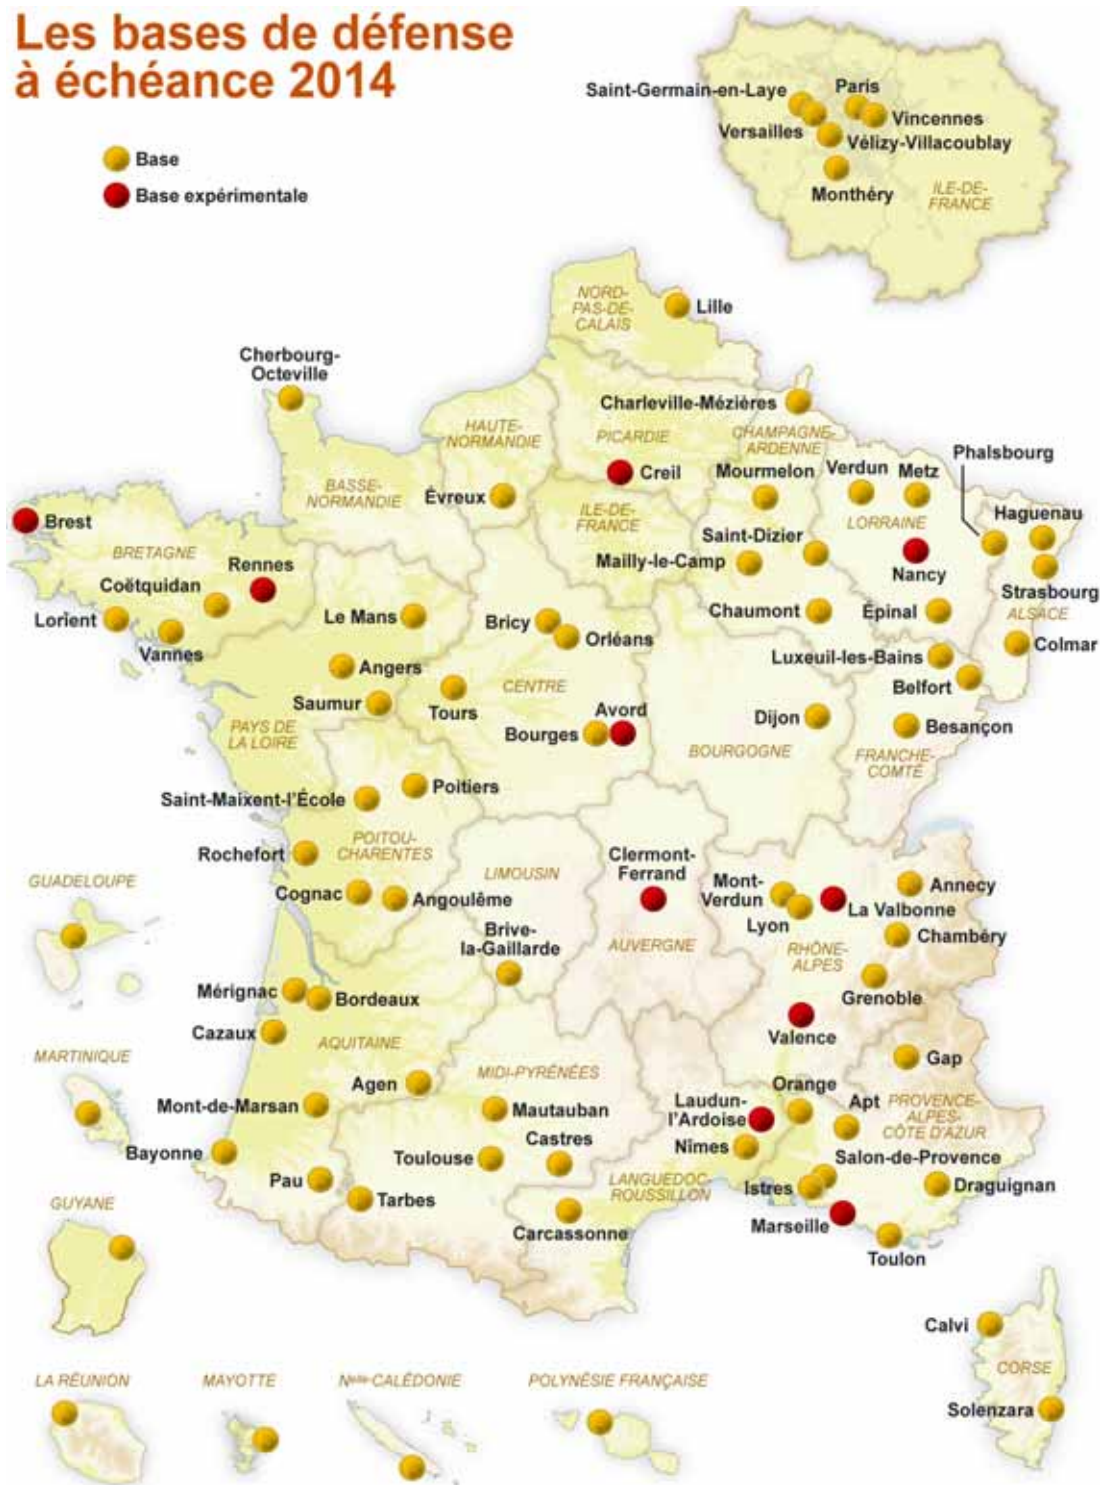 Les bases de défense
à échéance 2014
Base
Base expérimentale
Saint-Germain-en-Laye
Paris
Vincennes
Versailles
Vélizy-Villacoublay
Monthéry
ILE-DE-
FRANCE
NORD-
PAS-DE-
CALAIS
Lille
Cherbourg-
Octeville
Charleville-Mézières
HAUTE-
NORMANDIE
PICARDIE
CHAMPAGNE-
ARDENNE
Creil
Mourmelon
Verdun
Metz
Phalsbourg
BASSE-
NORMANDIE
Évreux
ILE-DE-
FRANCE
LORRAINE
Haguenau
Brest
BRETAGNE
Rennes
Saint-Dizier
Mailly-le-Camp
Nancy
Strasbourg
Coëtquidan
ALSACE
Lorient
Le Mans
Bricy
Orléans
Chaumont
Épinal
Vannes
Colmar
Angers
Luxeuil-les-Bains
Belfort
Saumur
Tours
CENTRE
PAYS DE
LA LOIRE
Avord
Bourges
Dijon
Besançon
BOURGOGNE
FRANCHE-
COMTÉ
Poitiers
Saint-Maixent-l'École
POITOU-
CHARENTES
Rochefort
Clermont-
Ferrand
LIMOUSIN
GUADELOUPE
Cognac
Angoulême
Mont-
Verdun
Lyon
La Valbonne
Annecy
Brive-
la-Gaillarde
AUVERGNE
RHÔNE-
ALPES
Chambéry
Grenoble
Mérignac
Bordeaux
Cazaux
AQUITAINE
Valence
MARTINIQUE
Agen
MIDI-PYRÉNÉES
Gap
Mont-de-Marsan
Mautauban
Laudun-
l'Ardoise
Orange
Apt
PROVENCE-
ALPES-
CÔTE D'AZUR
Bayonne
Toulouse
Castres
Nîmes
Salon-de-Provence
Pau
Tarbes
LANGUEDOC-
ROUSSILLON
Istres
Draguignan
GUYANE
Carcassonne
Marseille
Toulon
Calvi
CORSE
Solenzara
LA RÉUNION
MAYOTTE
Nelle-CALÉDONIE
POLYNÉSIE FRANÇAISE